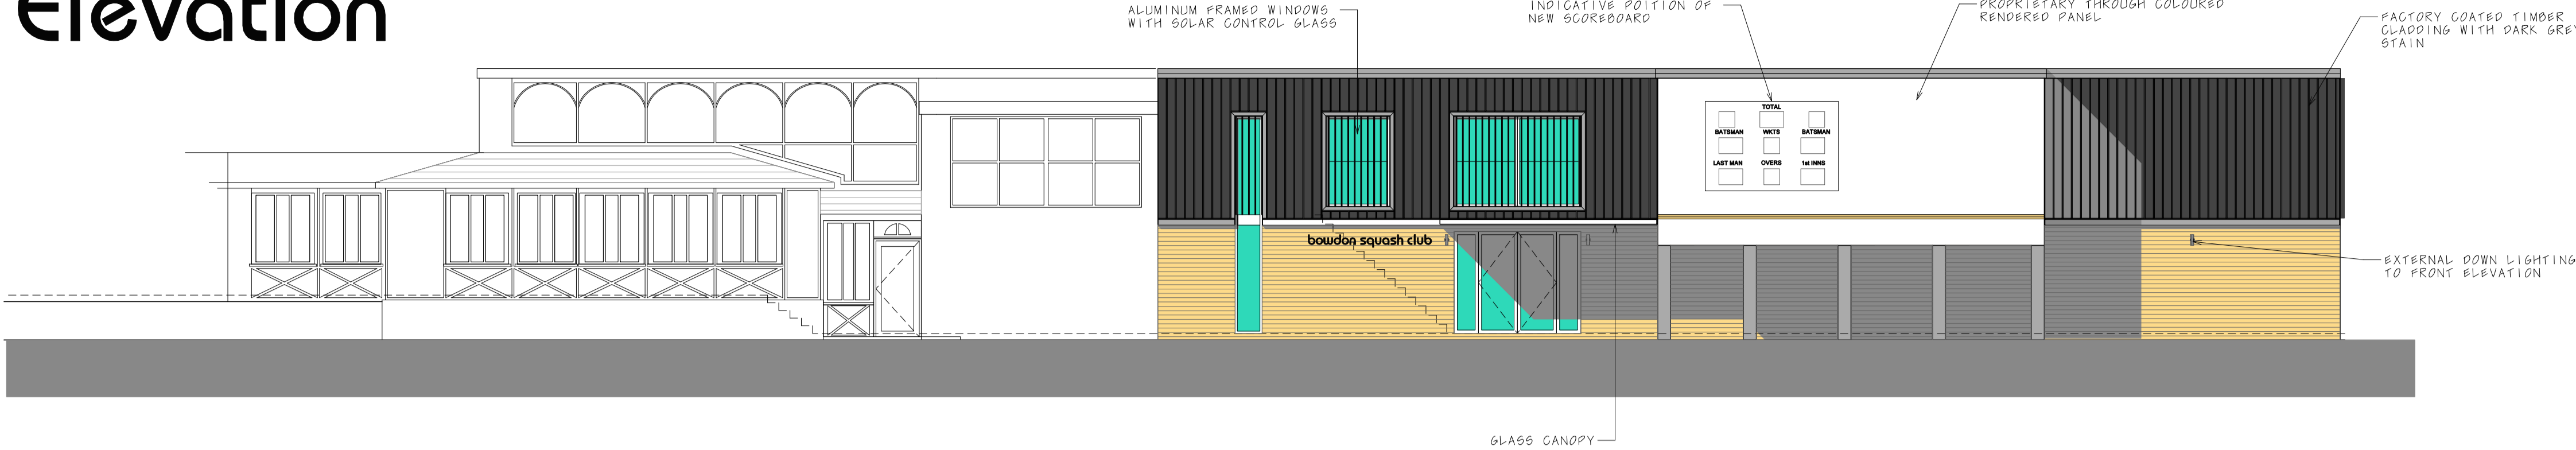 Elevation
ALUMINUM FRAMED WINDOWS
WITH SOLAR CONTROL GLASS
INDICATIVE POITION OF
NEW SCOREBOARD
PROPRIETARY THROUGH COLOURED
RENDERED PANEL
FACTORY COATED TIMBER
CLADDING WITH DARK GREY
STAIN
TOTAL
BATSMAN WKTS BATSMAN
LAST MAN OVERS 1st INNS
bowdon squash club
EXTERNAL DOWN LIGHTING
TO FRONT ELEVATION
GLASS CANOPY